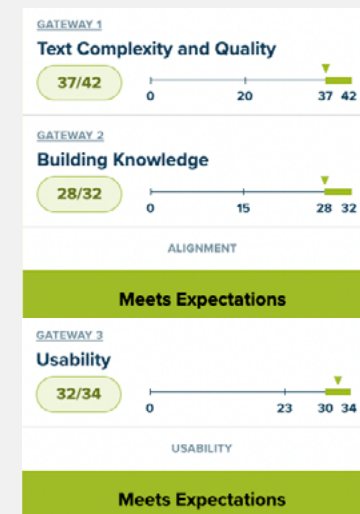 GATEWAY 1
Text Complexity and Quality
37/42
0 20 37 42
GATEWAY 2
Building Knowledge
28/32
0 15 28 32
ALIGNMENT
Meets Expectations
GATEWAY 3
Usability
32/34
0 23 30 34
USABILITY
Meets Expectations